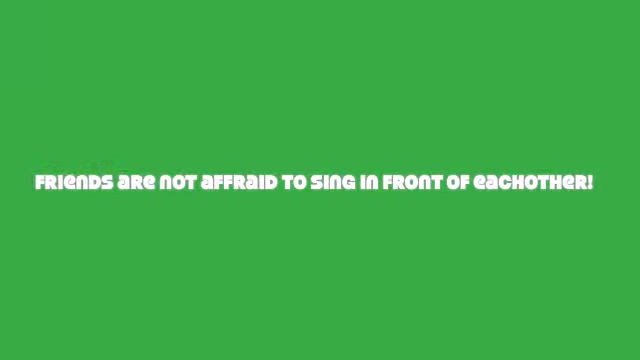 Friends are not affraid to sing in front of eachother!